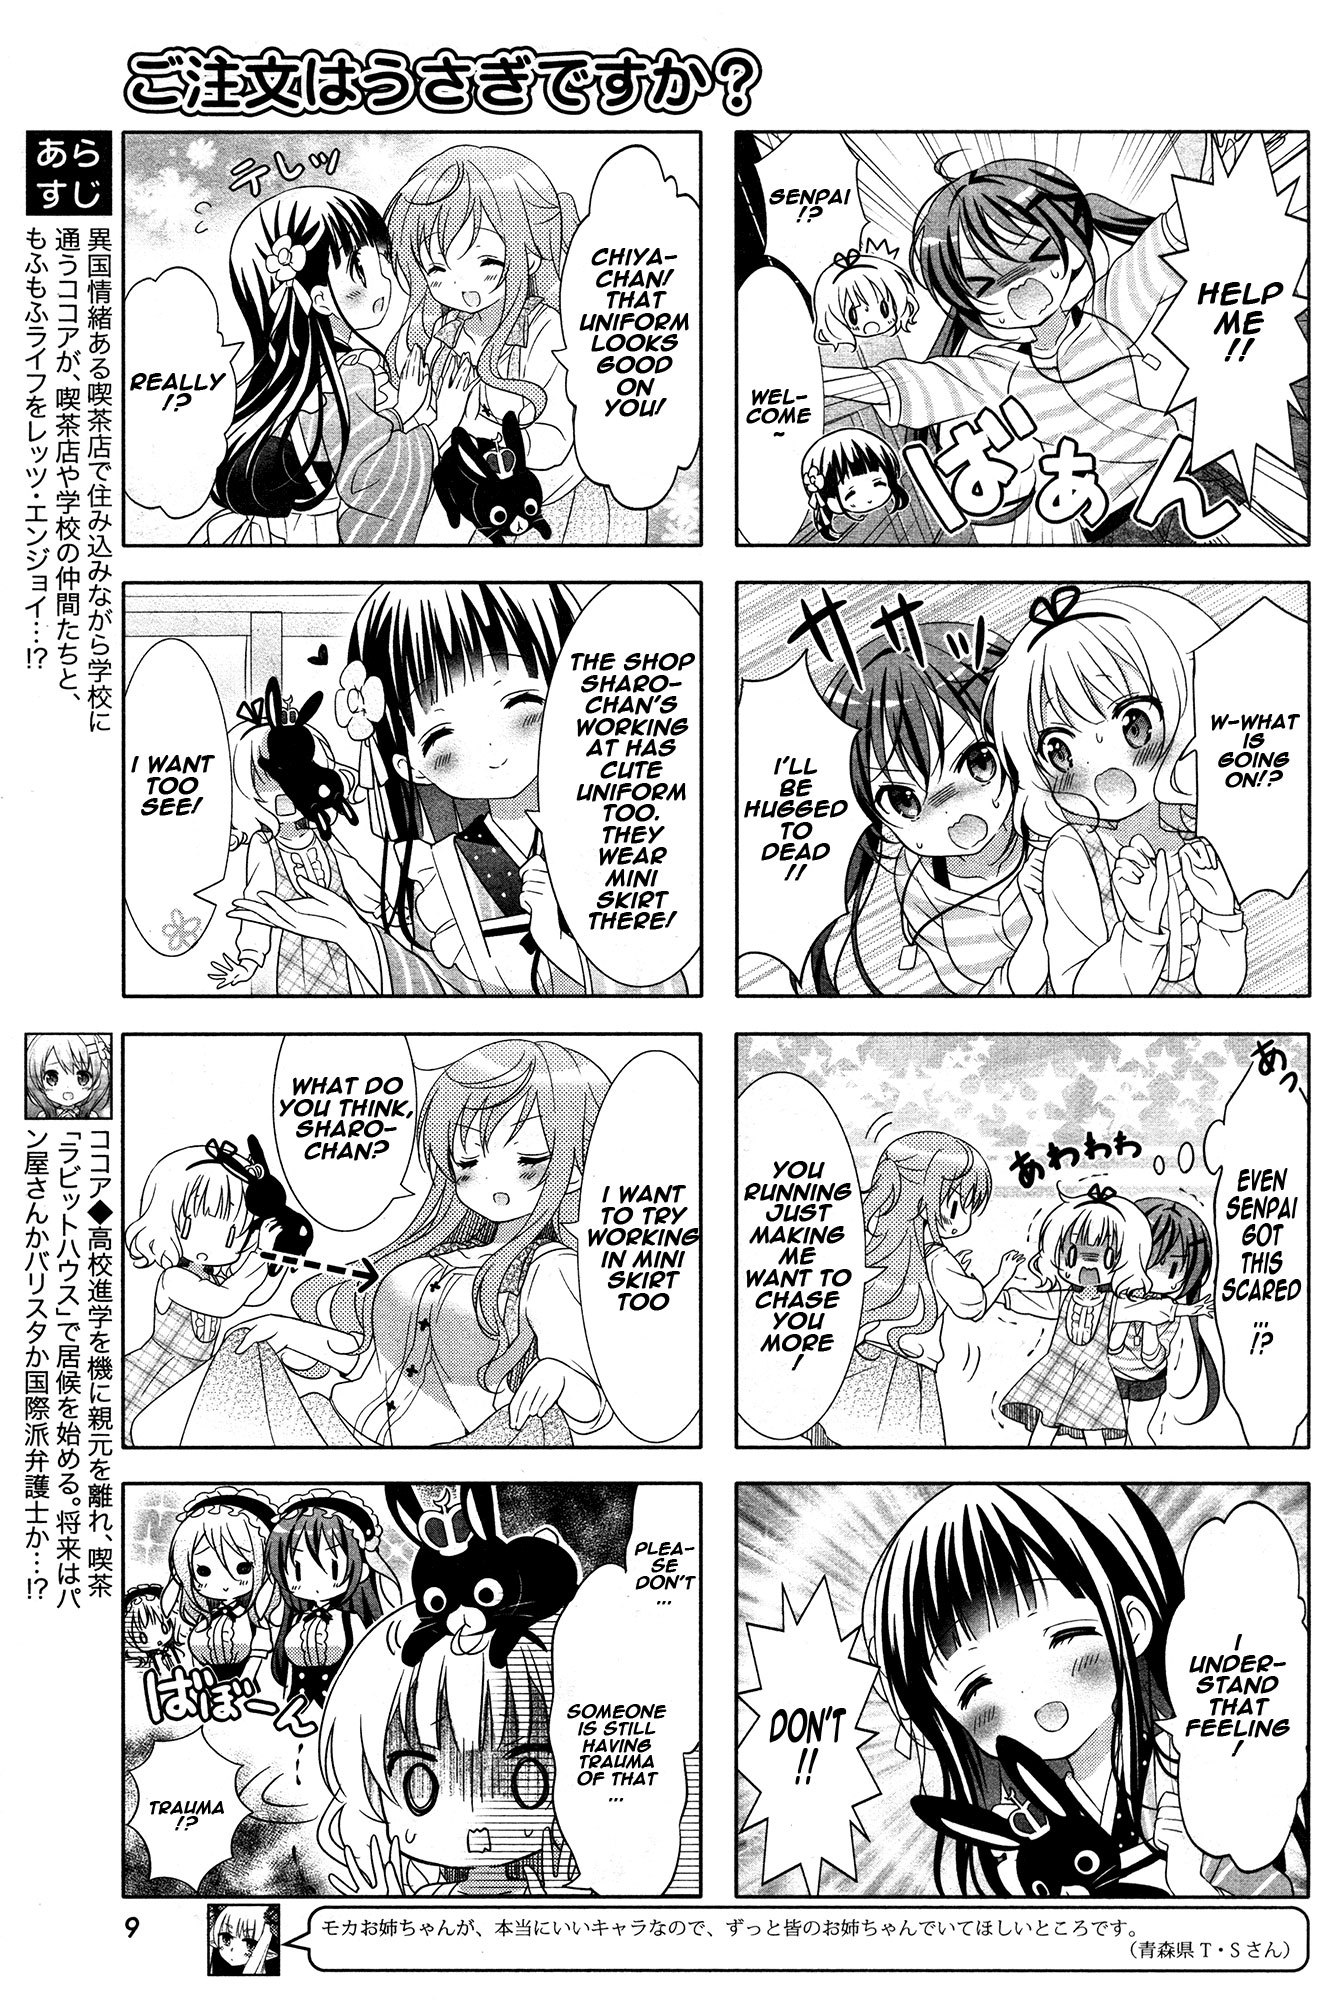 ご注文はうさぎですか？
HELP
ME
!!
SENPAI
!?
WEL-
COME
~
ばぁん
W-WHAT
IS
GOING
ON!?
ササッ
I'LL
BE
HUGGED
TO
DEAD
!!
あっ
EVEN
SENPAI
GOT
THIS
SCARED
...
!?
あわわわ
YOU
RUNNING
JUST
MAKING
ME
WANT TO
CHASE
YOU
MORE
!
I
UNDER-
STAND
THAT
FEELING
!
DON'T
!!
CHIYA-
CHAN!
THAT
UNIFORM
LOOKS
GOOD
ON
YOU!
テレッ
REALLY
!?
THE SHOP
SHARO-
CHAN'S
WORKING
AT HAS
CUTE
UNIFORM
TOO.
THEY
WEAR
MINI
SKIRT
THERE!
I WANT
TOO
SEE!
I WANT
TO TRY
WORKING
IN MINI
SKIRT
TOO
WHAT DO
YOU THINK,
SHARO-
CHAN?
PLEA-
SE
DON'T
...
SOMEONE
IS STILL
HAVING
TRAUMA
OF THAT
...
ばぼーん
TRAUMA
!?
あら
すじ
異国情緒ある喫茶店で住み込みながら学校に
通うココアが、喫茶店や学校の仲間たちと、
もふもふライフをレッツ・エンジョイ…!?
ココア◆高校進学を機に親元を離れ、喫茶
「ラビットハウス」で居候を始める。将来はパ
ン屋さんかバリスタか国際派弁護士か…!?
9
モカお姉ちゃんが、本当にいいキャラなので、ずっと皆のお姉ちゃんでいてほしいところです。
（青森県T・Sさん）